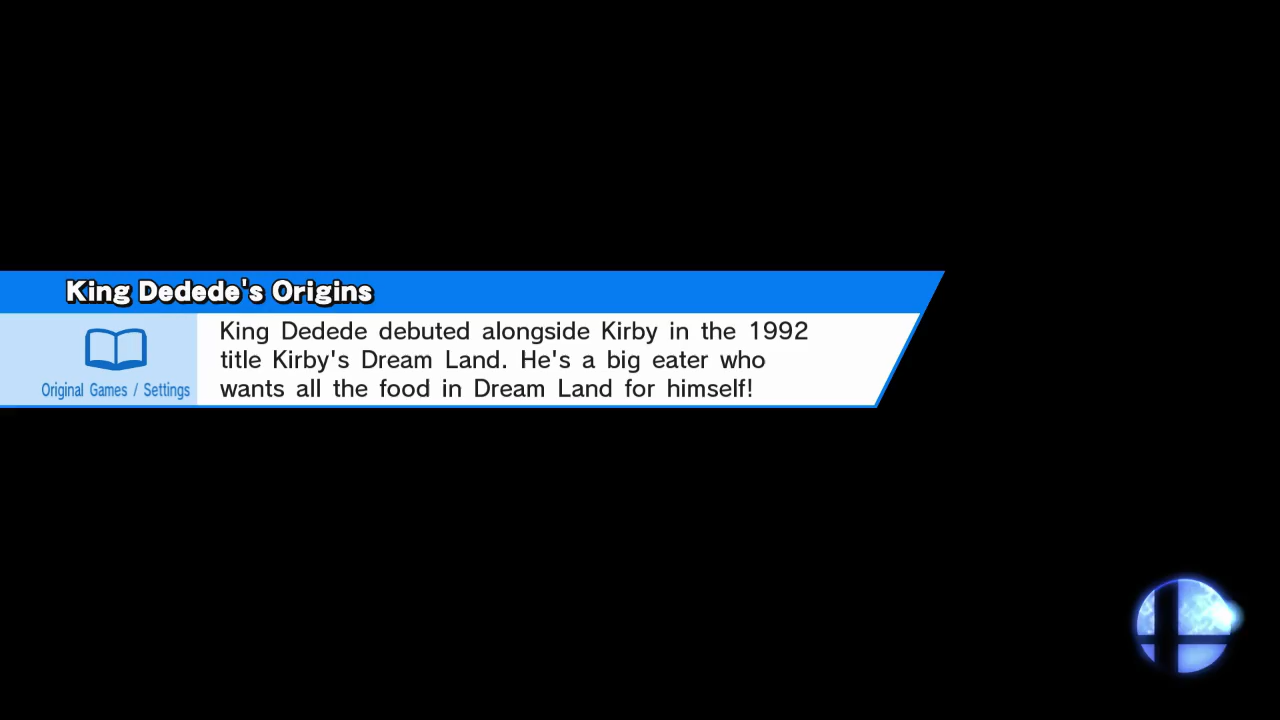 King Dedede's Origins
King Dedede debuted alongside Kirby in the 1992
title Kirby's Dream Land. He's a big eater who
wants all the food in Dream Land for himself!
Original Games / Settings